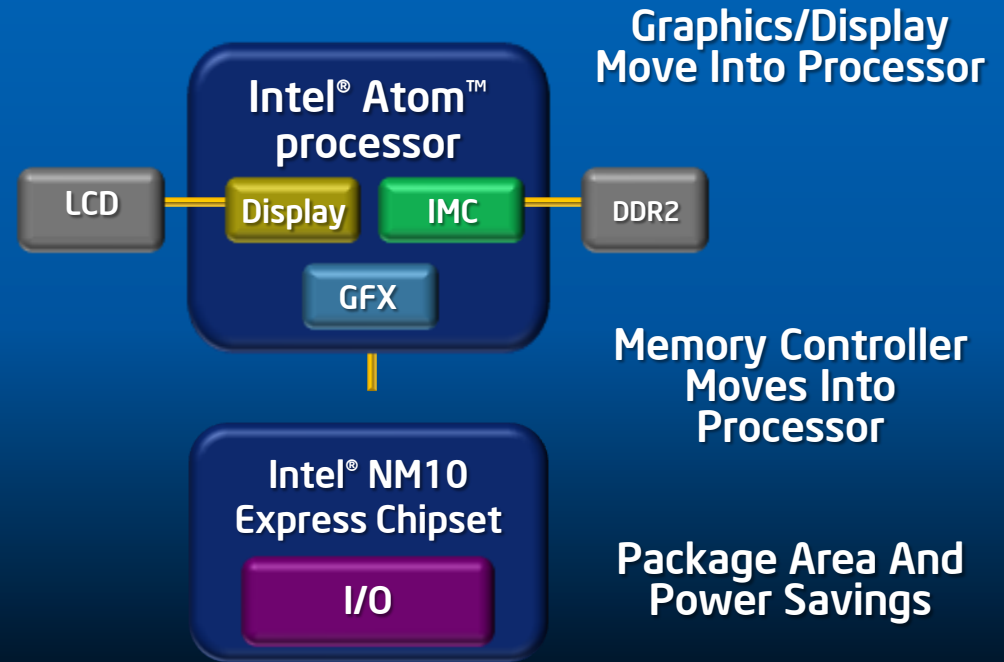 Graphics/Display
Move Into Processor
Intel® Atom™
processor
LCD
Display
IMC
DDR2
GFX
Memory Controller
Moves Into
Processor
Intel® NM10
Express Chipset
I/O
Package Area And
Power Savings